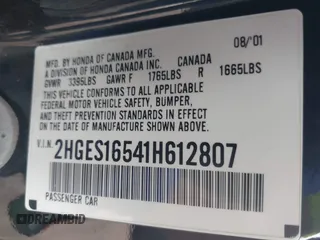 MFD. BY HONDA OF CANADA MFG. 08/01
A DIVISION OF HONDA CANADA INC. CANADA
GVWR 3395LBS GAWR F 1765LBS R 1665LBS
THIS VEHICLE CONFORMS TO ALL APPLICABLE
FEDERAL MOTOR VEHICLE SAFETY, BUMPER,
AND THEFT PREVENTION STANDARDS IN
EFFECT ON THE DATE OF MANUFACTURE
SHOWN ABOVE.
V.I.N. 2HGES16541H612807
PASSENGER CAR
DREAMBID